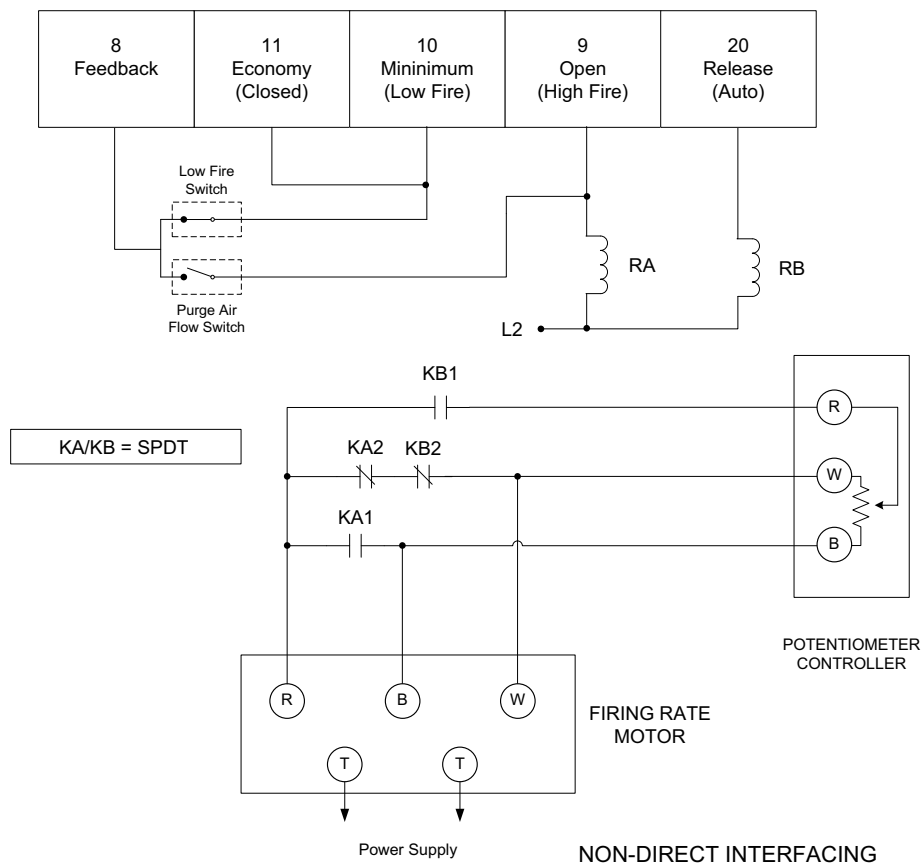 8
Feedback
11
Economy
(Closed)
10
Mininimum
(Low Fire)
9
Open
(High Fire)
20
Release
(Auto)
Low Fire
Switch
Purge Air
Flow Switch
RA
RB
L2
KB1
KA/KB = SPDT
KA2
KB2
KA1
R
W
B
POTENTIOMETER
CONTROLLER
R
B
W
T
T
FIRING RATE
MOTOR
Power Supply
NON-DIRECT INTERFACING